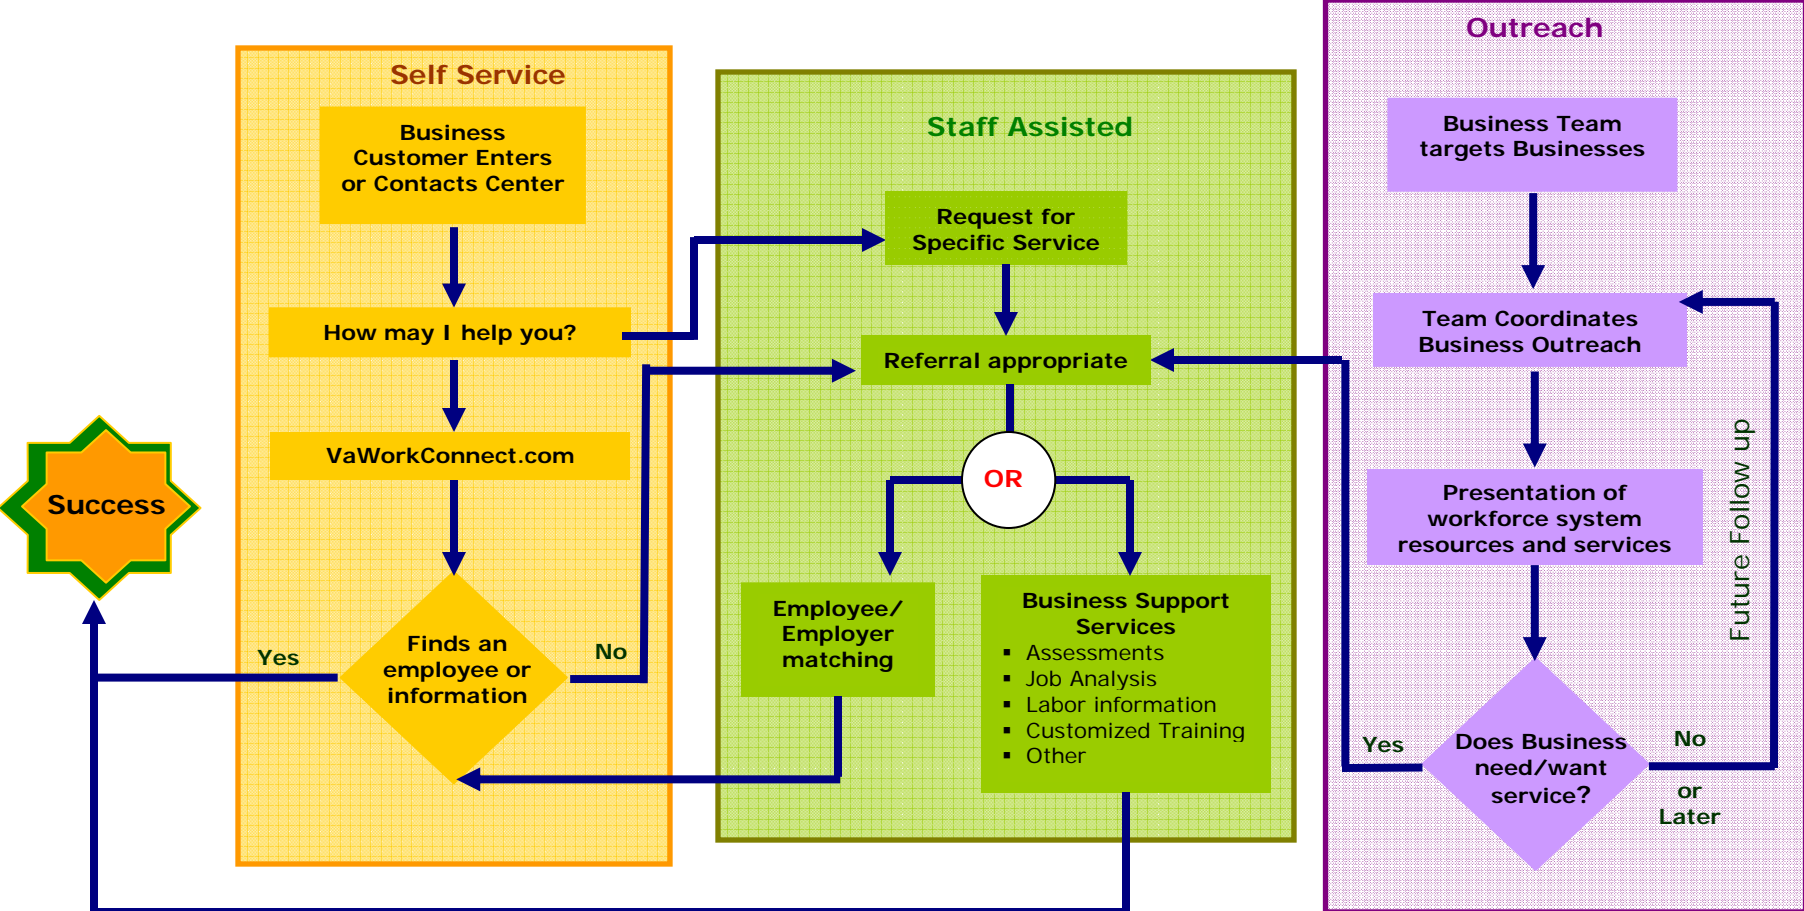 Success
Self Service
Business
Customer Enters
or Contacts Center
How may I help you?
VaWorkConnect.com
Finds an
employee or
information
Yes
No
Staff Assisted
Request for
Specific Service
Referral appropriate
OR
Employee/
Employer
matching
Business Support
Services
▪ Assessments
▪ Job Analysis
▪ Labor information
▪ Customized Training
▪ Other
Outreach
Business Team
targets Businesses
Team Coordinates
Business Outreach
Presentation of
workforce system
resources and services
Does Business
need/want
service?
Yes
No
or
Later
Future Follow up